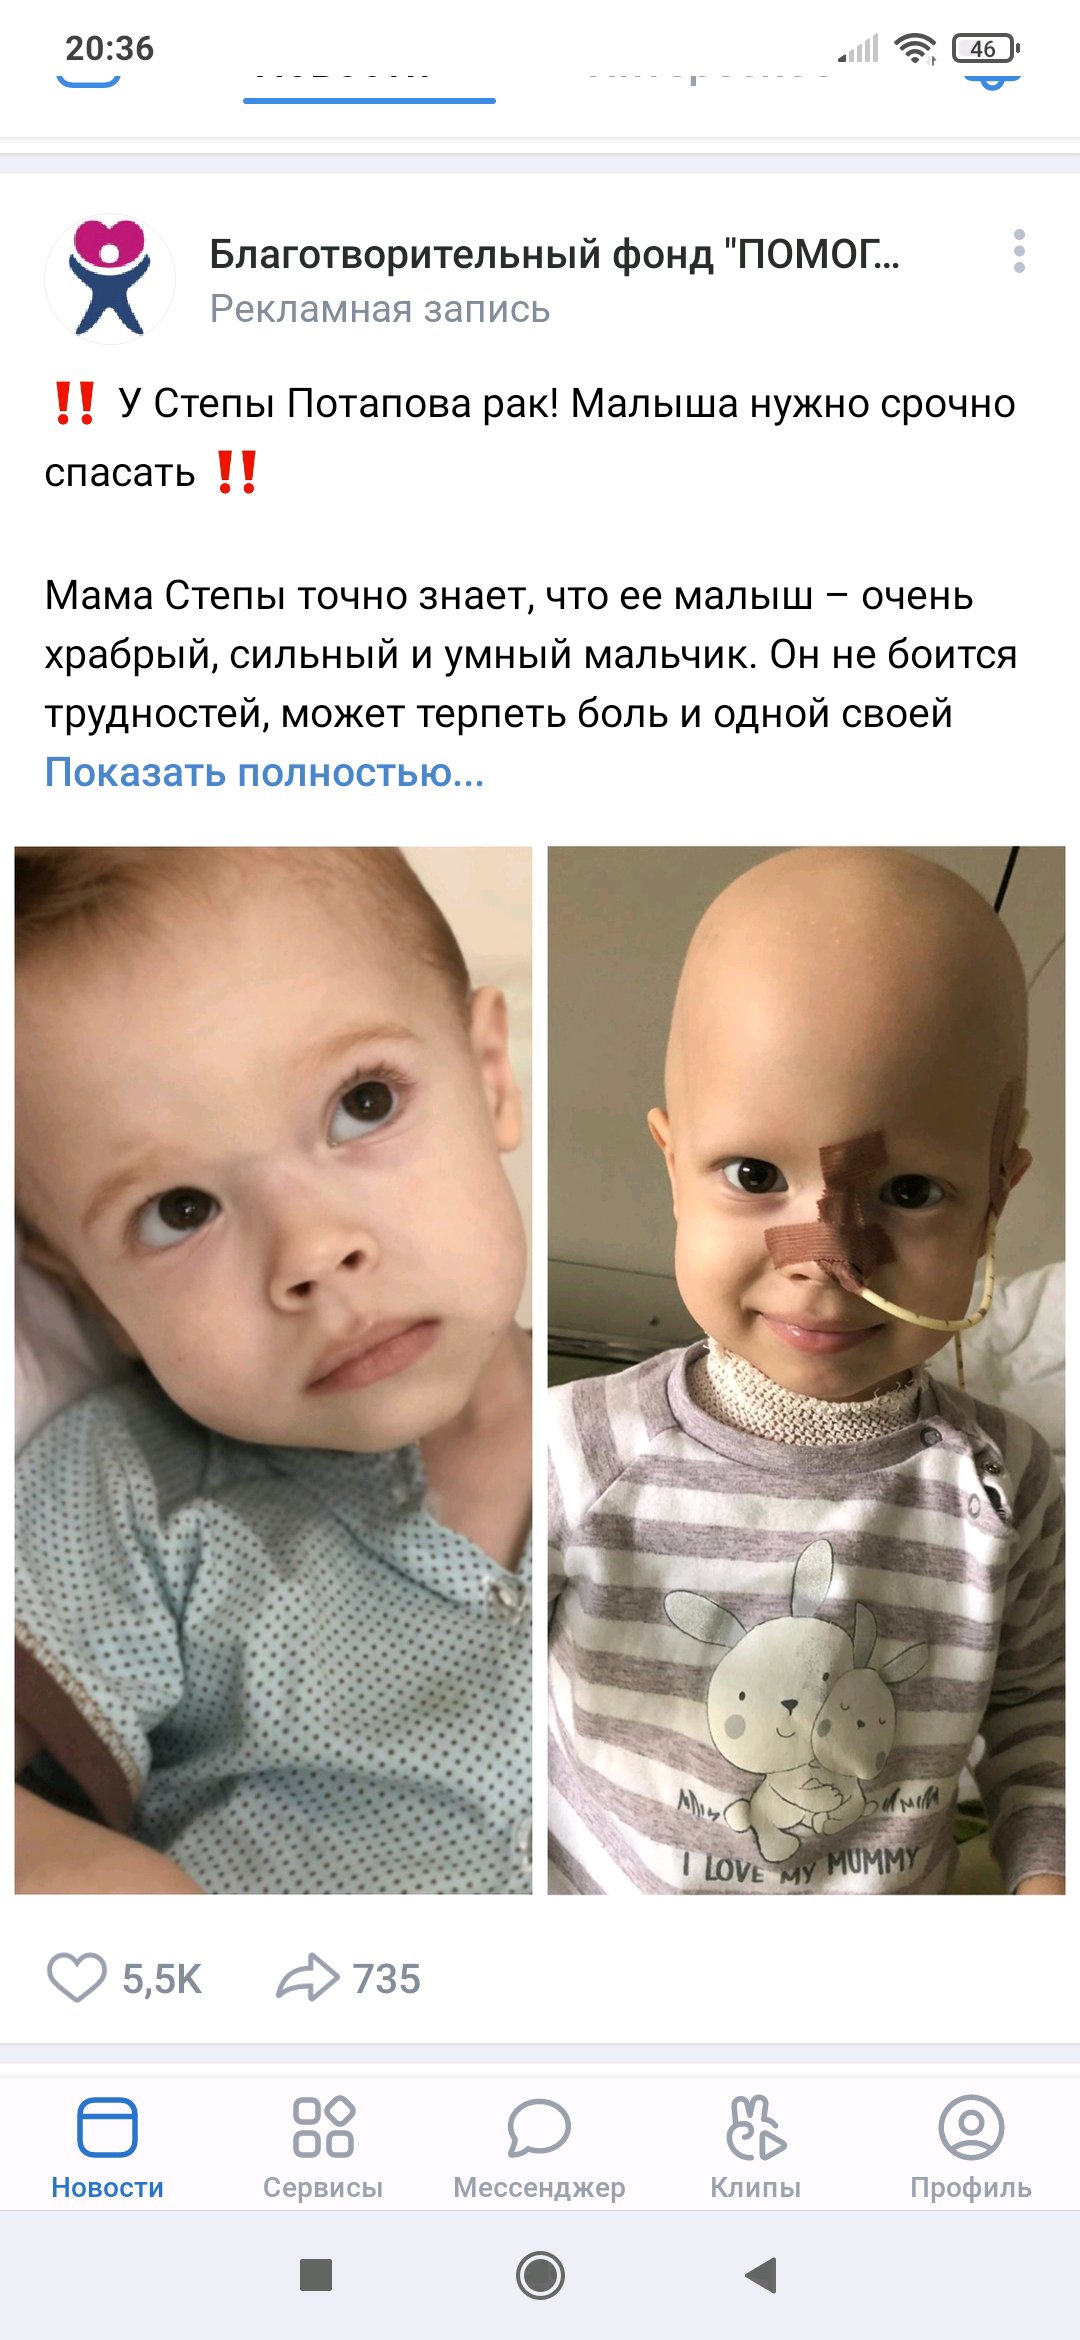 20:36
46
Благотворительный фонд "ПОМОГ...
Рекламная запись
‼ У Степы Потапова рак! Малыша нужно срочно
спасать ‼
Мама Степы точно знает, что ее малыш – очень
храбрый, сильный и умный мальчик. Он не боится
трудностей, может терпеть боль и одной своей
Показать полностью...
I LOVE MY MUMMY
5,5K
735
Новости
Сервисы
Мессенджер
Клипы
Профиль